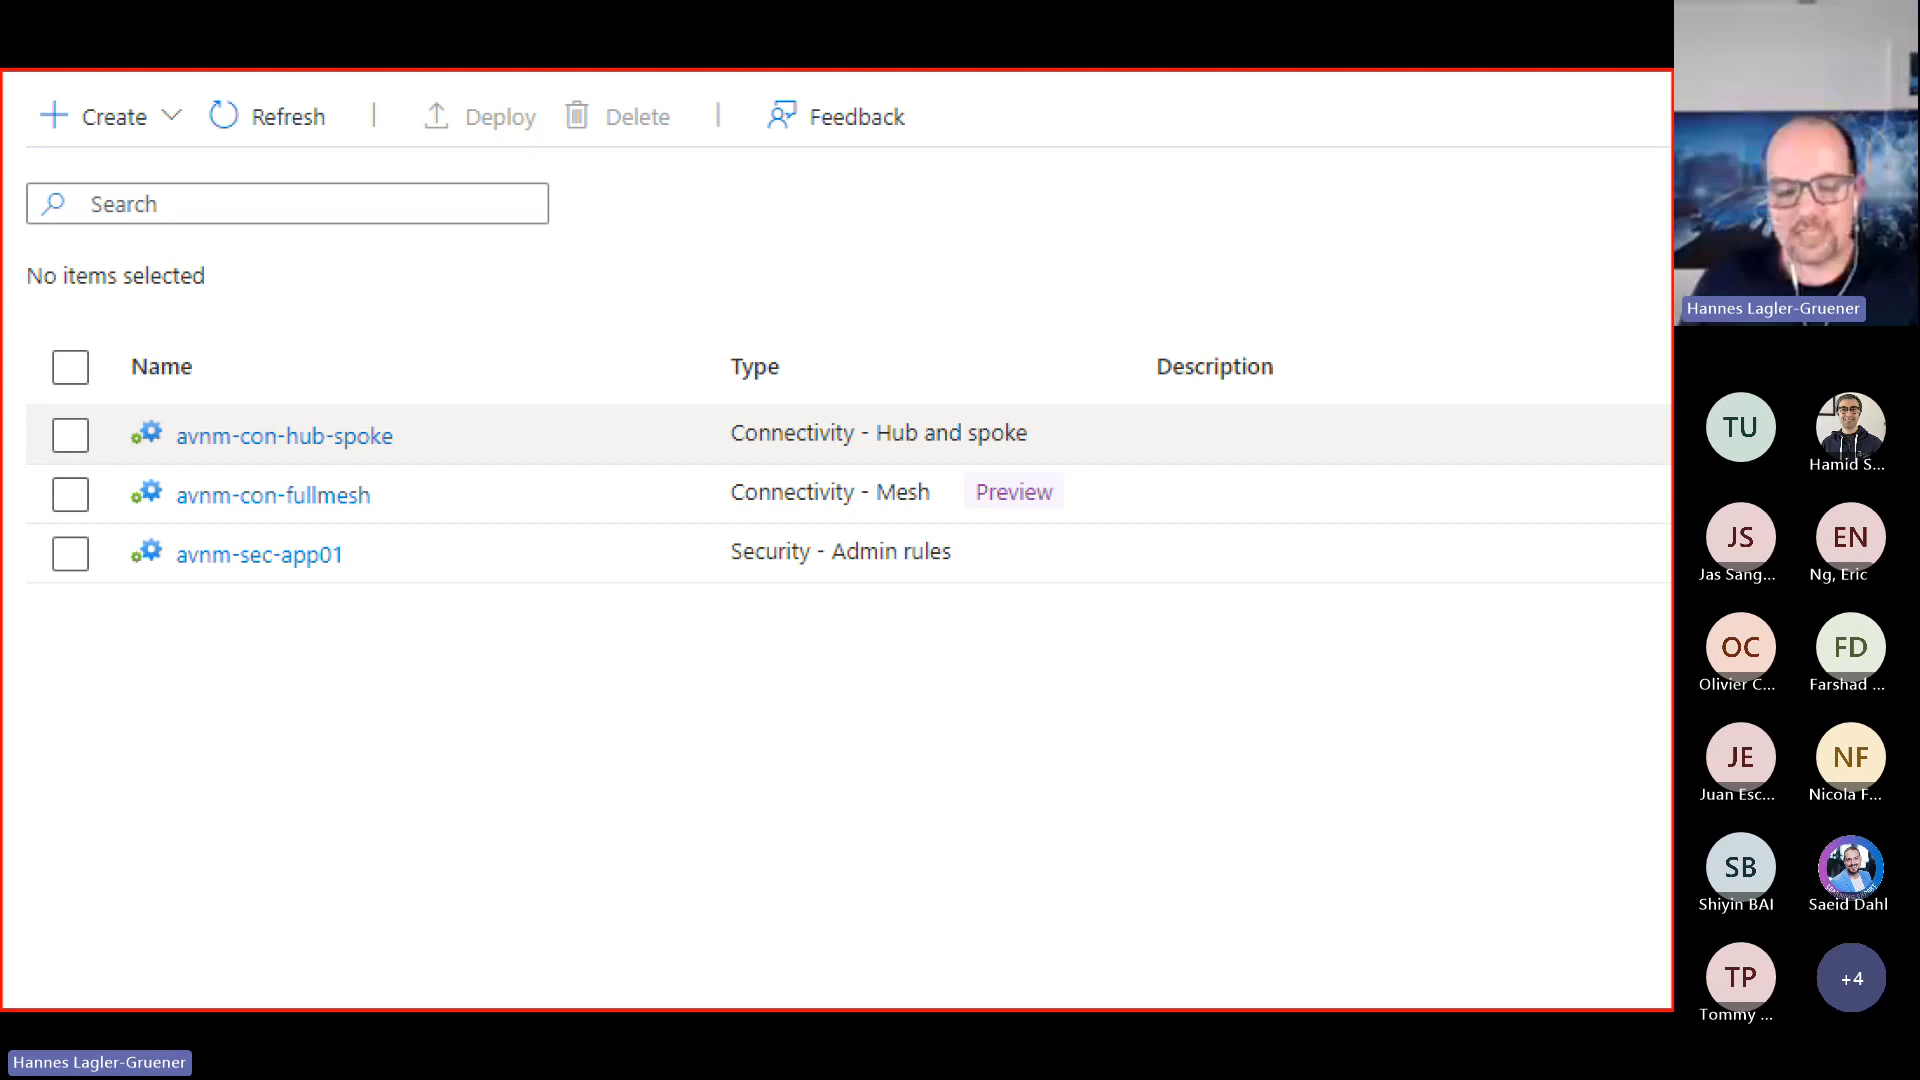 Create
Refresh
Deploy
Delete
Feedback
Search
No items selected
Name Type Description
avnm-con-hub-spoke Connectivity - Hub and spoke
avnm-con-fullmesh Connectivity - Mesh Preview
avnm-sec-app01 Security - Admin rules
Hannes Lagler-Gruener
TU
Hamid S...
JS
Jas Sang...
EN
Ng, Eric
OC
Olivier C...
FD
Farshad ...
JE
Juan Esc...
NF
Nicola F...
SB
Shiyin BAI
Saeid Dahl
TP
Tommy ...
+4
Hannes Lagler-Gruener